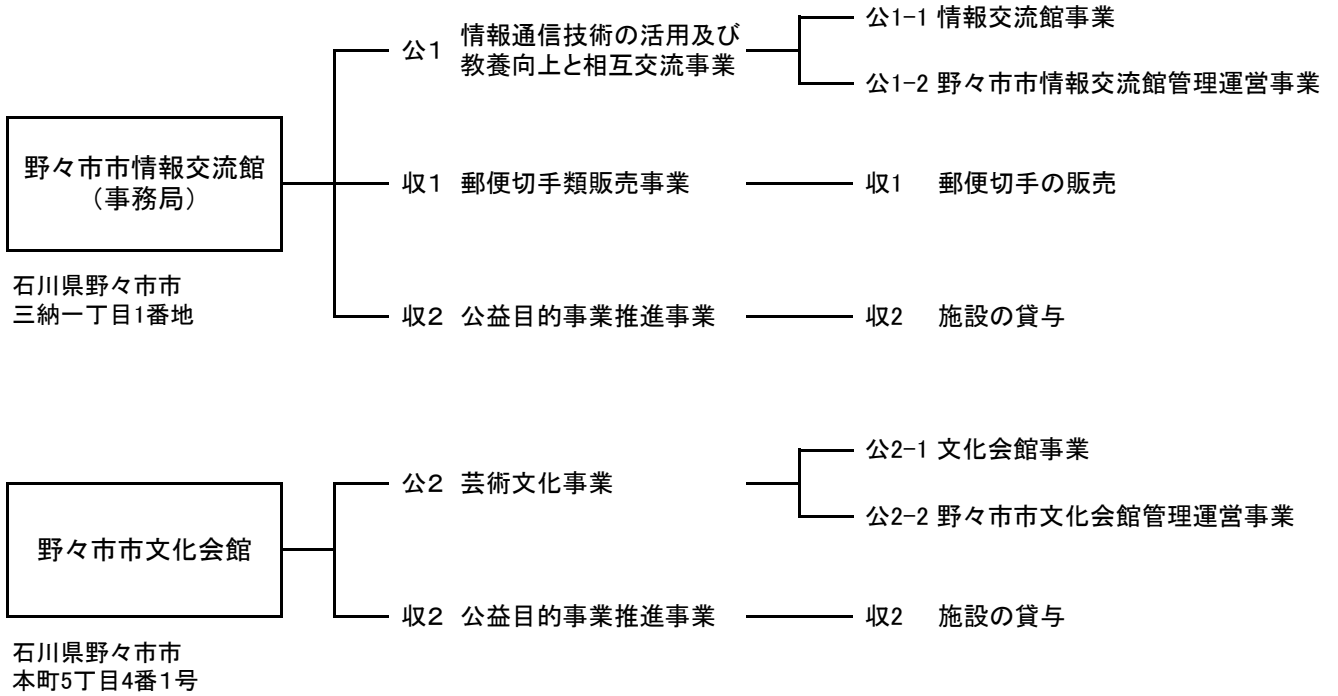 公1 情報通信技術の活用及び
教養向上と相互交流事業
公1-1 情報交流館事業
公1-2 野々市市情報交流館管理運営事業
野々市市情報交流館
（事務局）
収1 郵便切手類販売事業
収1 郵便切手の販売
石川県野々市市
三納一丁目1番地
収2 公益目的事業推進事業
収2 施設の貸与
公2 芸術文化事業
公2-1 文化会館事業
公2-2 野々市市文化会館管理運営事業
野々市市文化会館
収2 公益目的事業推進事業
収2 施設の貸与
石川県野々市市
本町5丁目4番1号